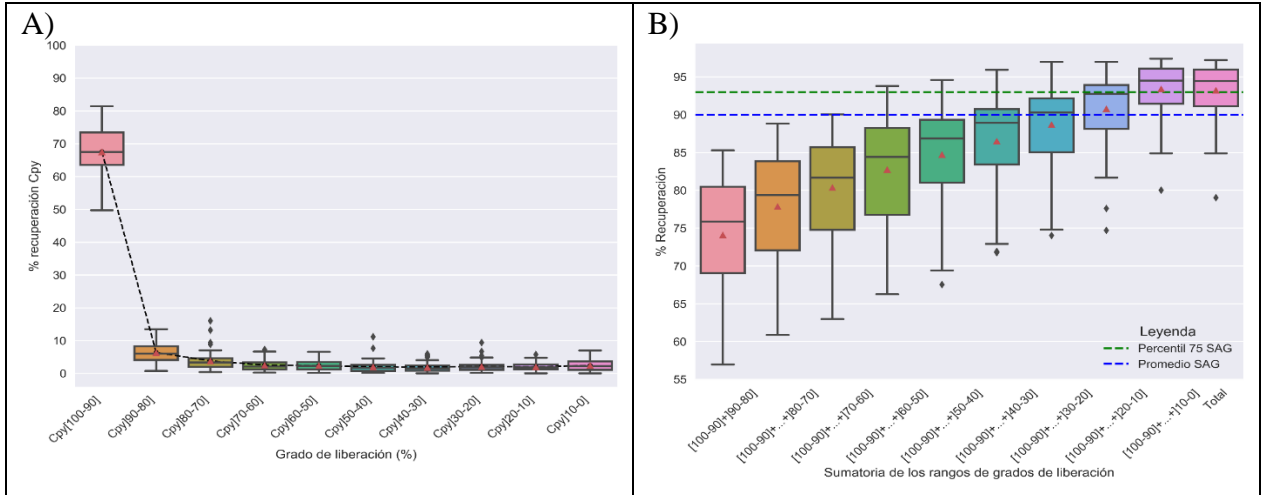 A)
100
90
80
70
60
50
40
30
20
10
0
% recuperación Cpy
Cpy[100-90]
Cpy]90-80]
Cpy]80-70]
Cpy]70-60]
Cpy]60-50]
Cpy]50-40]
Cpy]40-30]
Cpy]30-20]
Cpy]20-10]
Cpy]10-0]
Grado de liberación (%)
B)
95
90
85
80
75
70
65
60
55
% Recuperación
Leyenda
Percentil 75 SAG
Promedio SAG
[100-90]+]90-80]
[100-90]+...+]80-70]
[100-90]+...+]70-60]
[100-90]+...+]60-50]
[100-90]+...+]50-40]
[100-90]+...+]40-30]
[100-90]+...+]30-20]
[100-90]+...+]20-10]
[100-90]+...+]10-0]
Total
Sumatoria de los rangos de grados de liberación